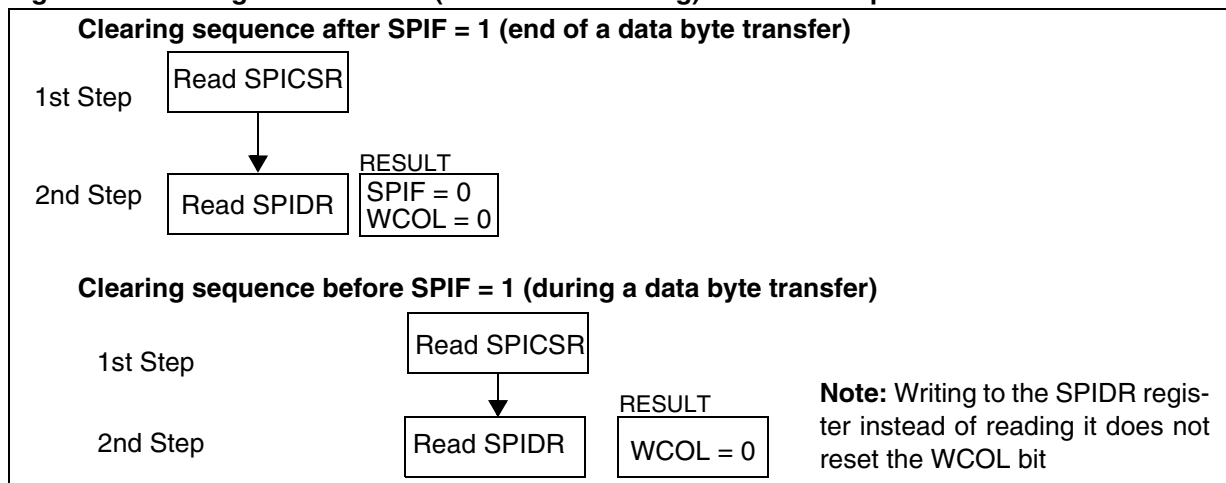 Clearing sequence after SPIF = 1 (end of a data byte transfer)
1st Step
Read SPICSR
2nd Step
Read SPIDR
RESULT
SPIF = 0
WCOL = 0
Clearing sequence before SPIF = 1 (during a data byte transfer)
1st Step
Read SPICSR
2nd Step
Read SPIDR
RESULT
WCOL = 0
Note: Writing to the SPIDR regis-
ter instead of reading it does not
reset the WCOL bit